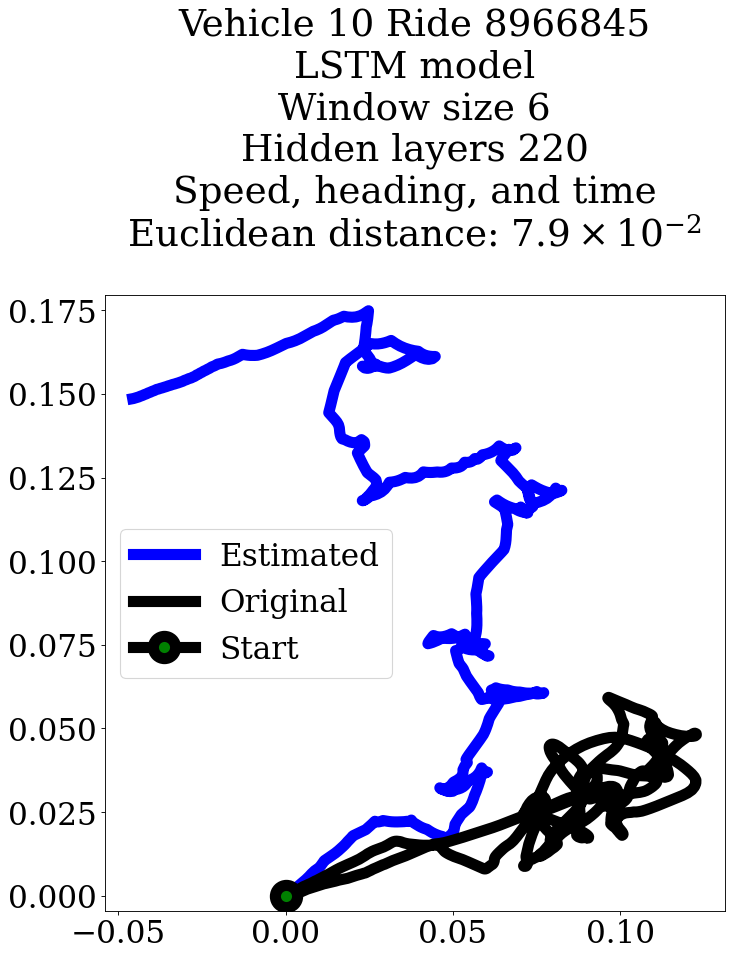 Vehicle 10 Ride 8966845
LSTM model
Window size 6
Hidden layers 220
Speed, heading, and time
Euclidean distance: 7.9 × 10⁻²
0.175
0.150
0.125
0.100
0.075
0.050
0.025
0.000
Estimated
Original
Start
−0.05 0.00 0.05 0.10